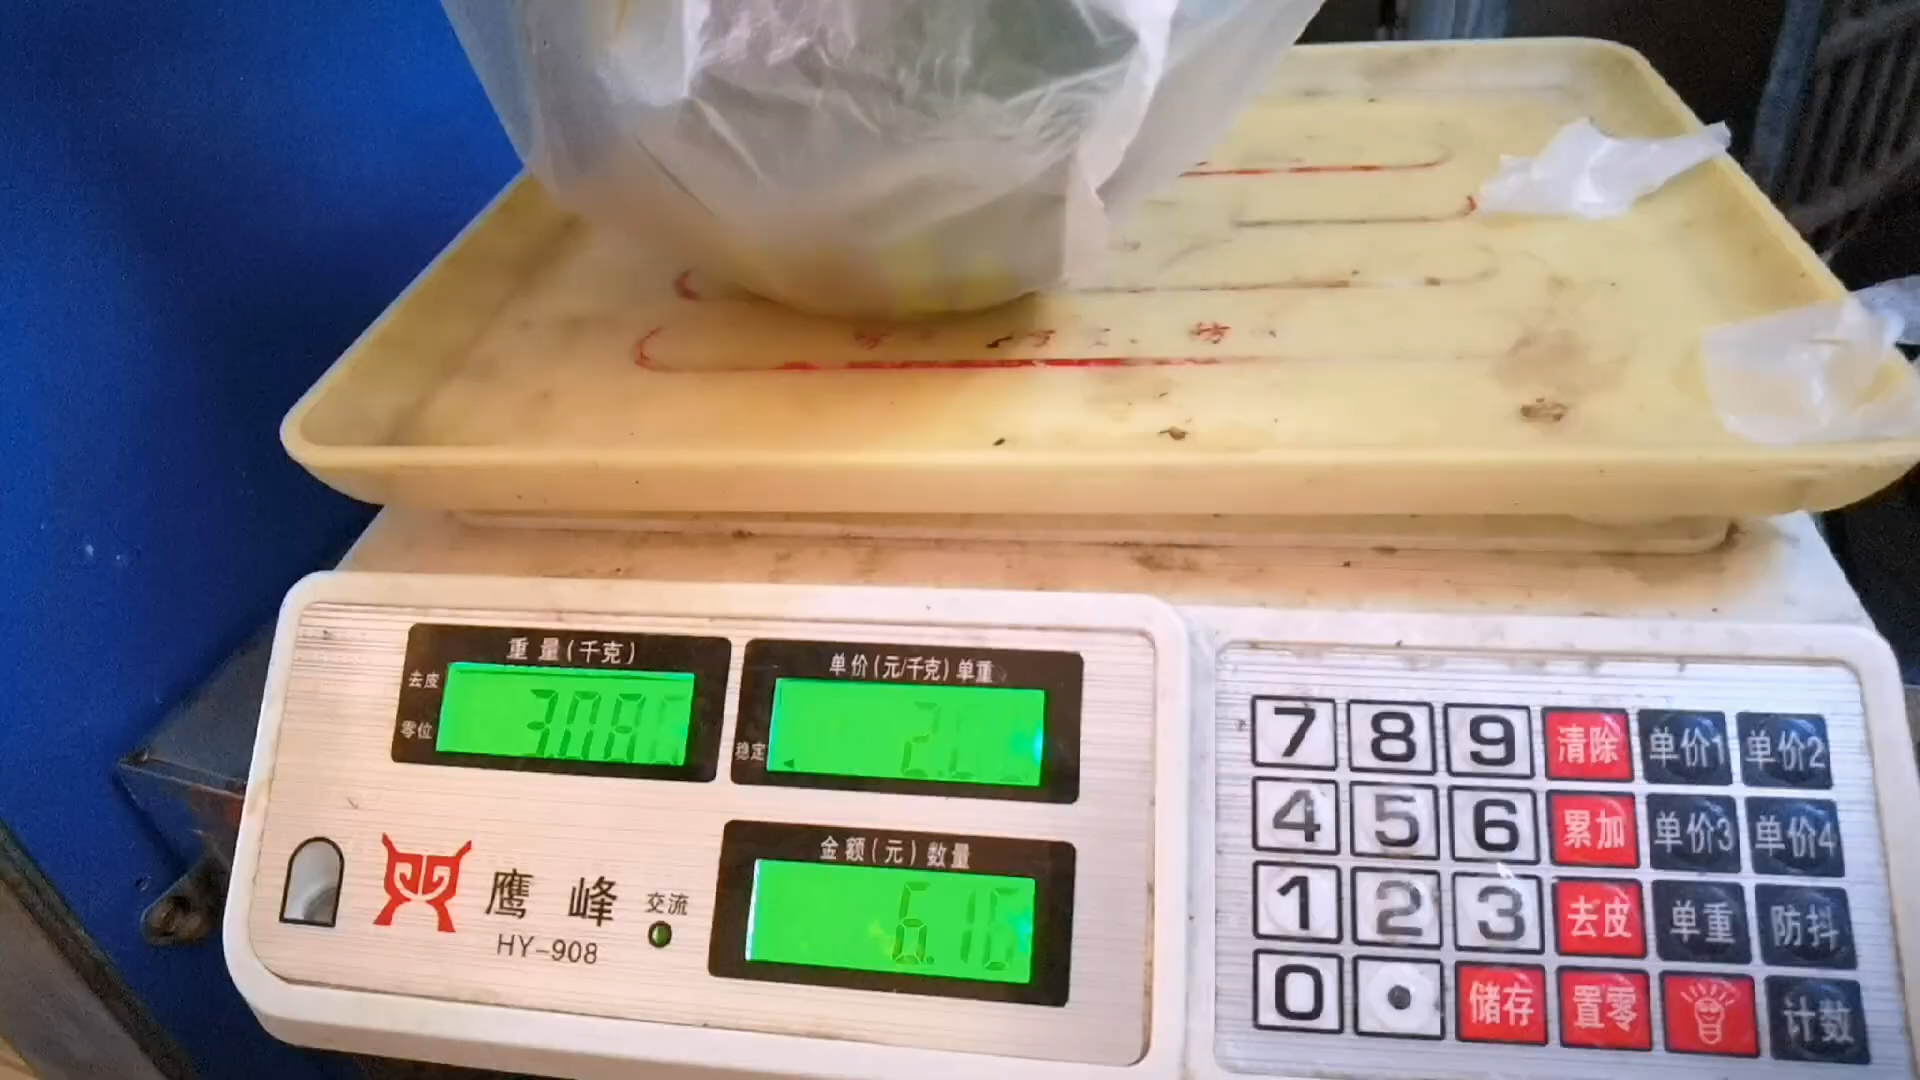 重量(千克)
去皮
零位
3.080
单价(元/千克)单重
稳定
2.0
金额(元)数量
6.16
鹰峰
HY-908
交流
7 8 9 清除 单价1 单价2
4 5 6 累加 单价3 单价4
1 2 3 去皮 单重 防抖
0 . 储存 置零 计数